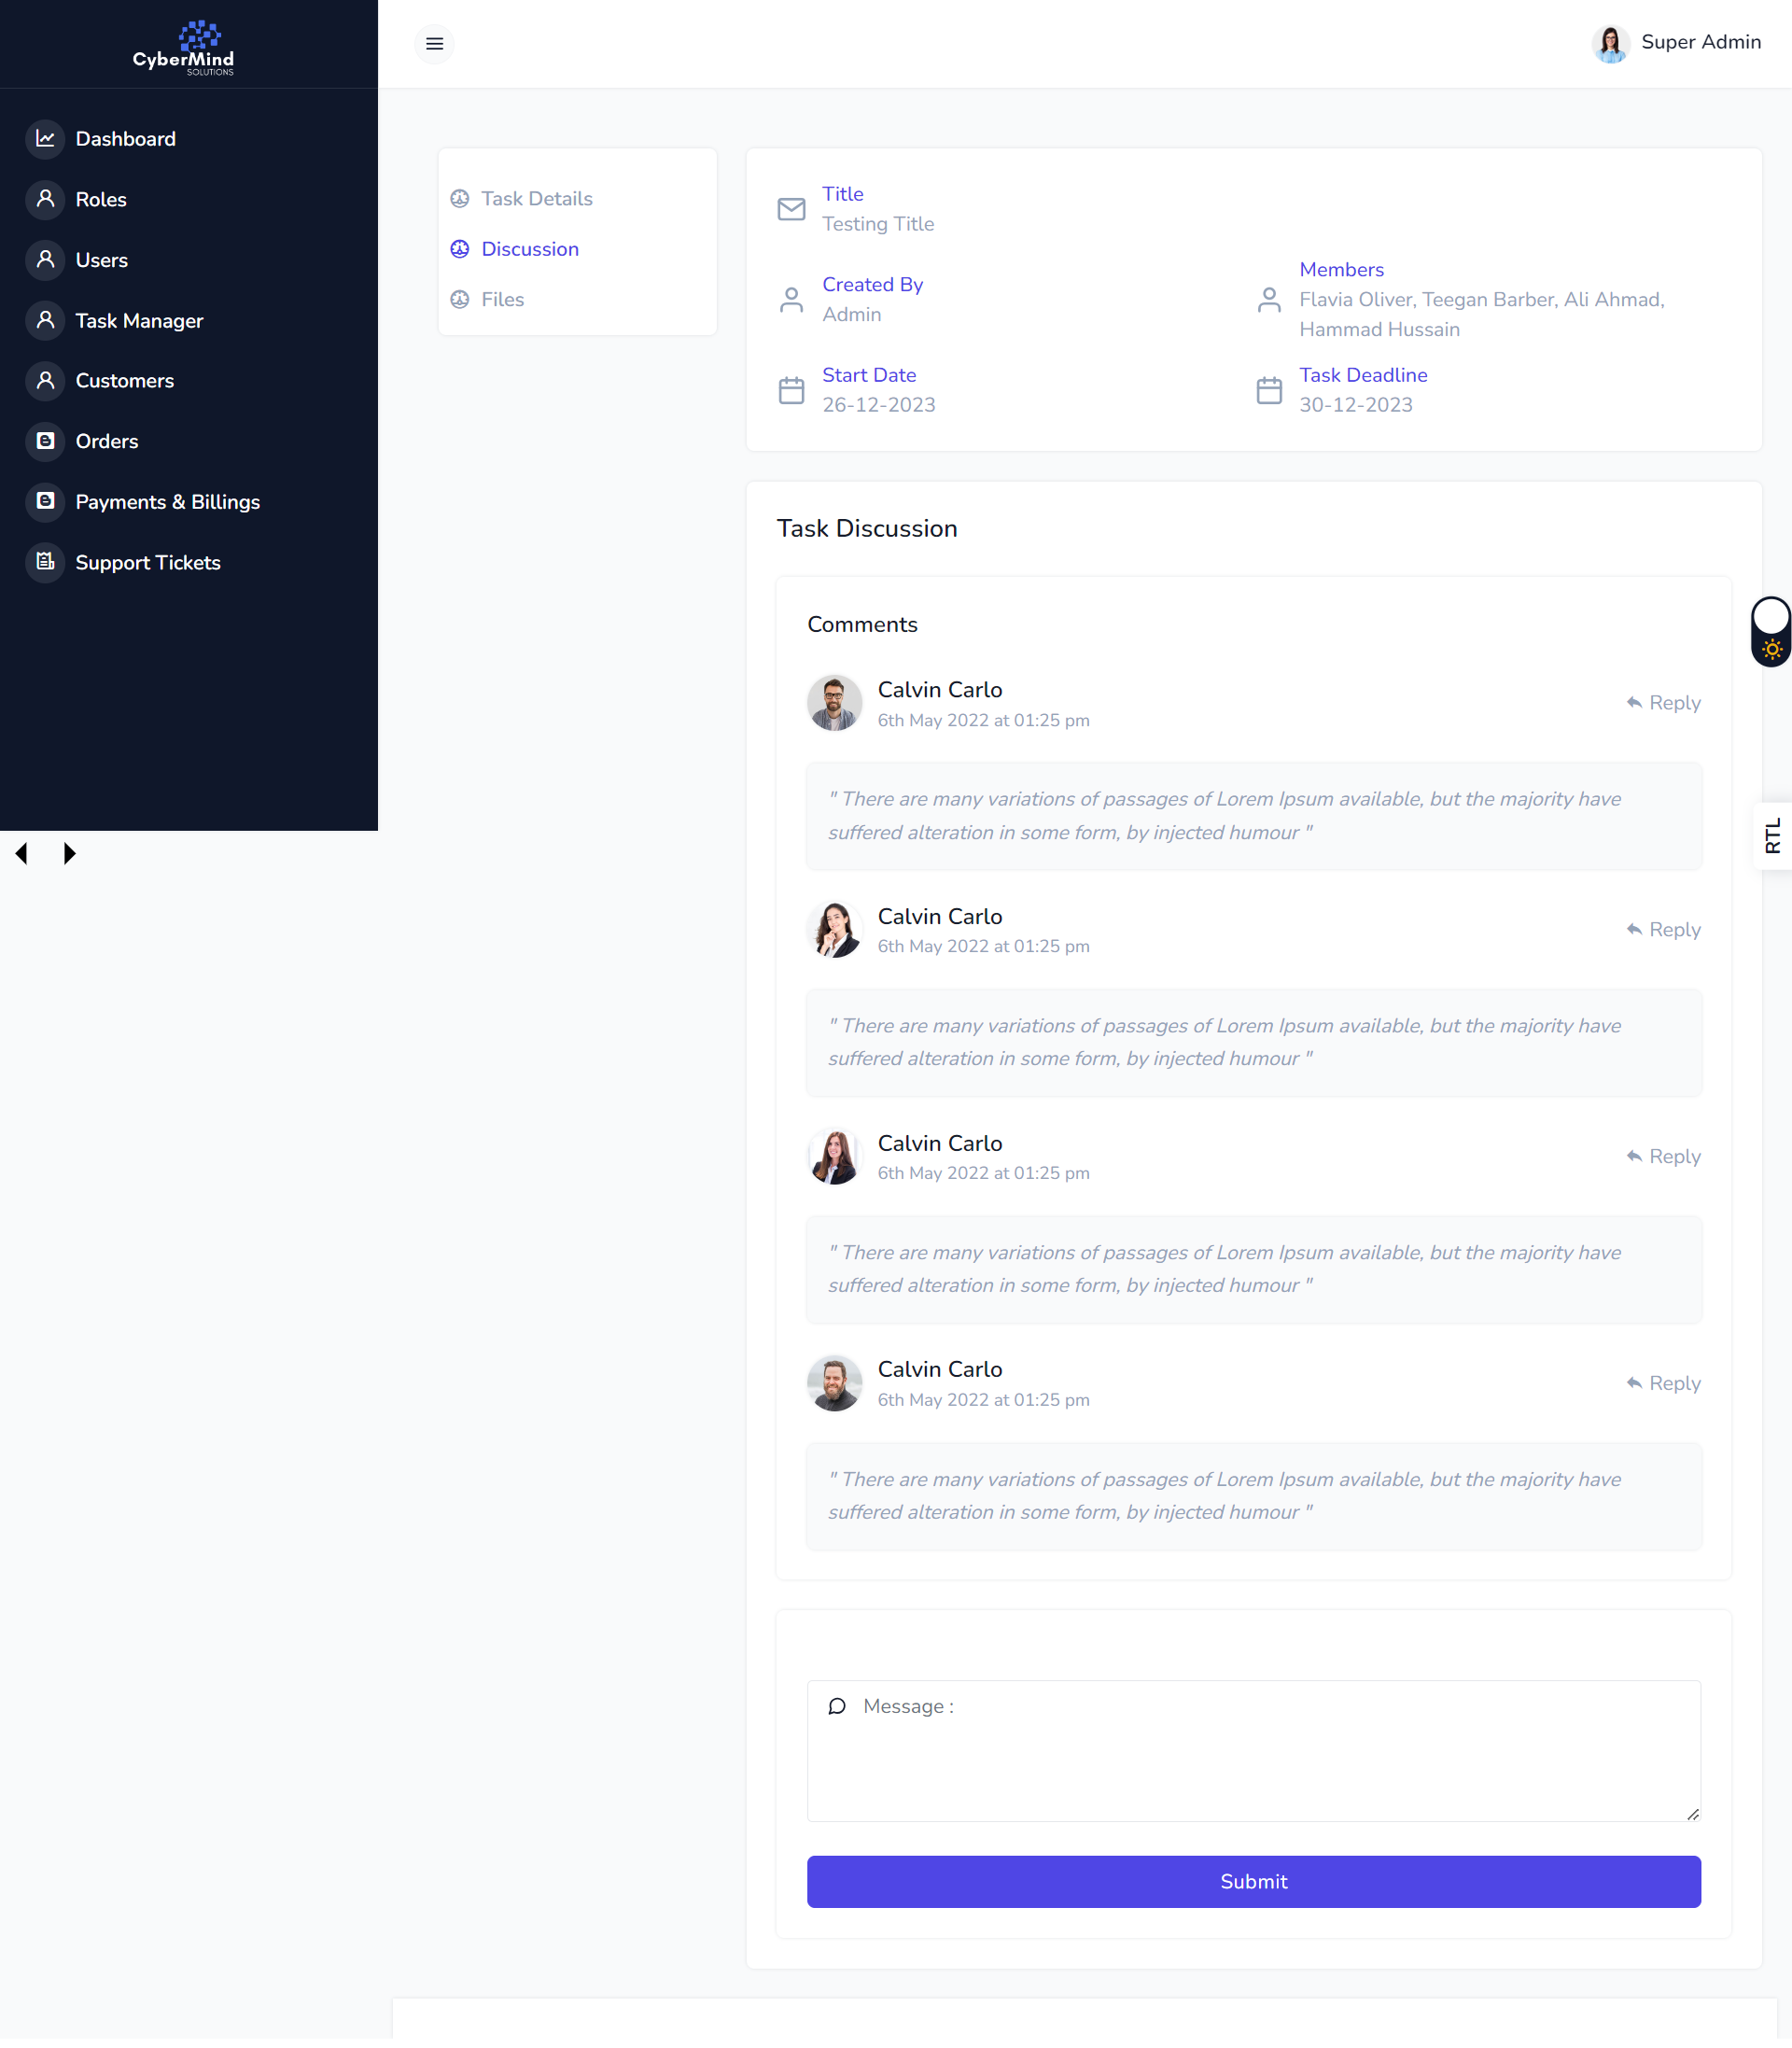 CyberMind
SOLUTIONS
Super Admin
Dashboard
Roles
Users
Task Manager
Customers
Orders
Payments & Billings
Support Tickets
Task Details
Discussion
Files
Title
Testing Title
Created By
Admin
Members
Flavia Oliver, Teegan Barber, Ali Ahmad,
Hammad Hussain
Start Date
26-12-2023
Task Deadline
30-12-2023
Task Discussion
Comments
Calvin Carlo
6th May 2022 at 01:25 pm
Reply
" There are many variations of passages of Lorem Ipsum available, but the majority have
suffered alteration in some form, by injected humour "
Calvin Carlo
6th May 2022 at 01:25 pm
Reply
" There are many variations of passages of Lorem Ipsum available, but the majority have
suffered alteration in some form, by injected humour "
Calvin Carlo
6th May 2022 at 01:25 pm
Reply
" There are many variations of passages of Lorem Ipsum available, but the majority have
suffered alteration in some form, by injected humour "
Calvin Carlo
6th May 2022 at 01:25 pm
Reply
" There are many variations of passages of Lorem Ipsum available, but the majority have
suffered alteration in some form, by injected humour "
Message :
Submit
RTL